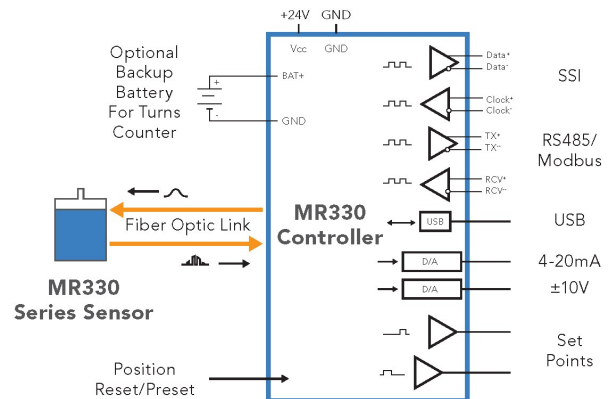 +24V GND
Vcc GND
Optional
Backup
Battery
For Turns
Counter
+
-
BAT+
GND
Data+
Data-
SSI
Clock+
Clock-
TX+
TX-
RS485/
Modbus
RCV+
RCV-
Fiber Optic Link
MR330
Controller
USB
USB
MR330
Series Sensor
D/A
4-20mA
D/A
±10V
Set
Points
Position
Reset/Preset